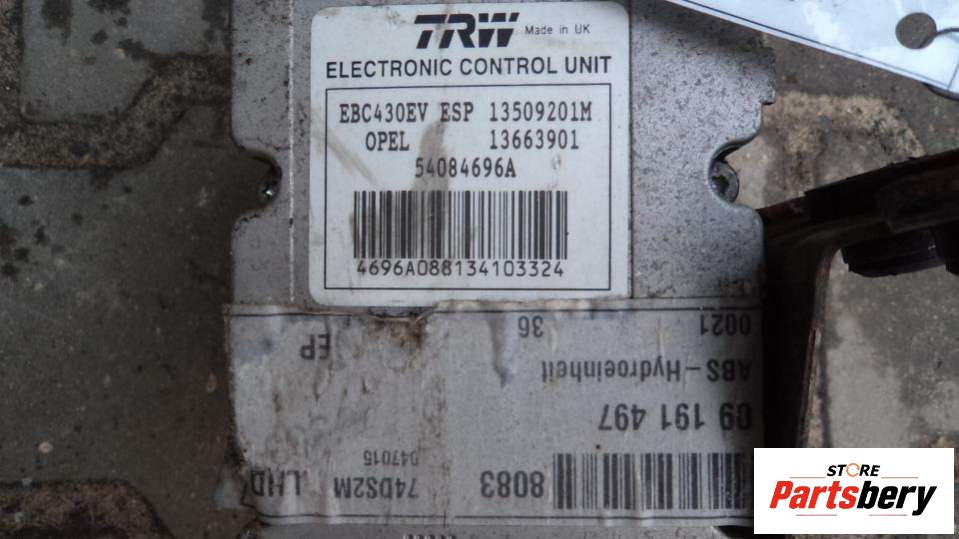 TRW Made in UK
ELECTRONIC CONTROL UNIT
EBC430EV ESP 13509201M
OPEL 13663901
54084696A
4696A088134103324
0021 36
EP
ABS-Hydroeinheit
09 191 497
047015
8083 74DS2M LHD
STORE
Partsbery